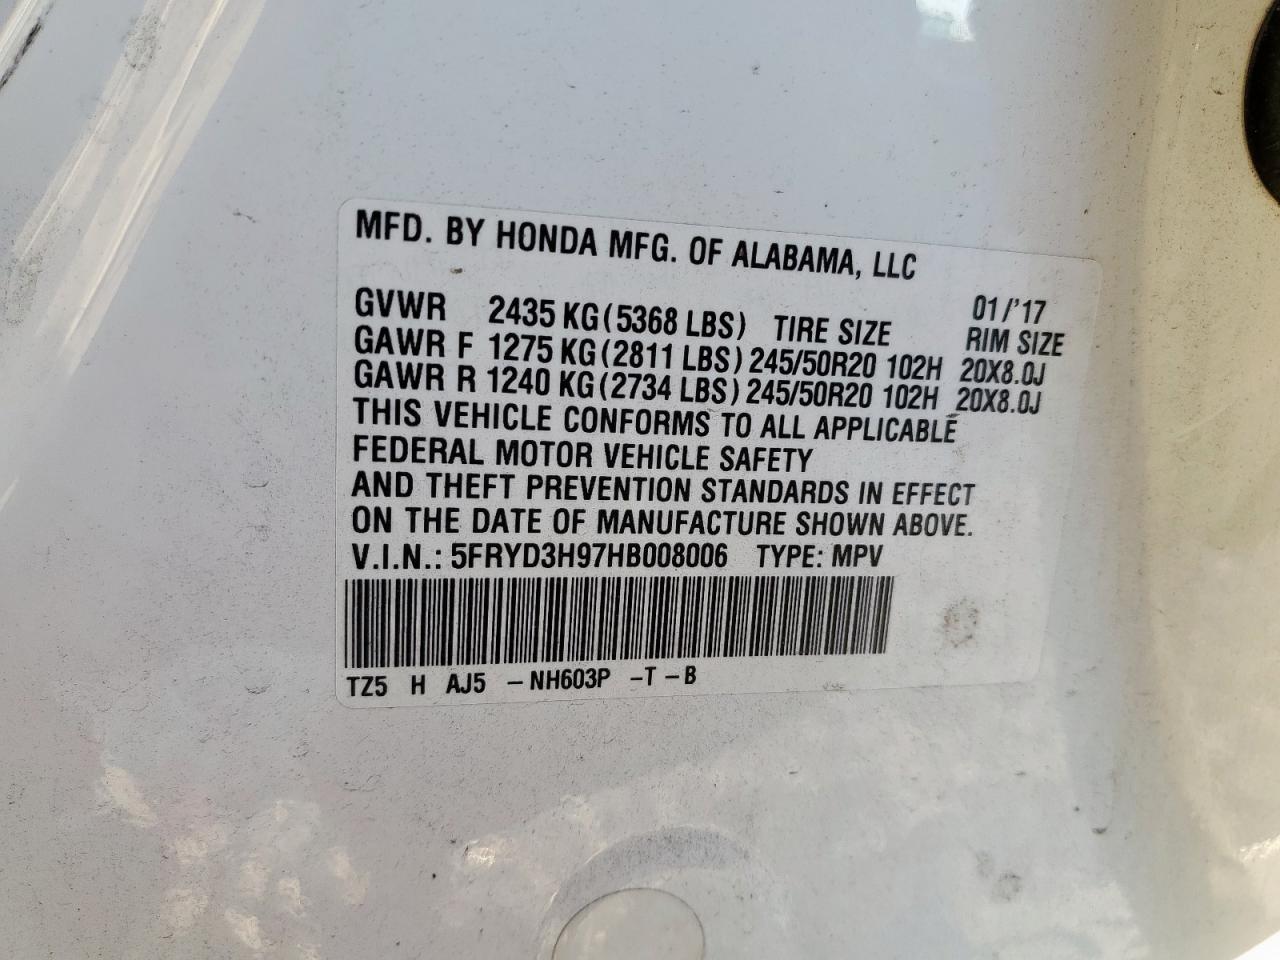 MFD. BY HONDA MFG. OF ALABAMA, LLC
01/'17
GVWR 2435 KG(5368 LBS) TIRE SIZE RIM SIZE
GAWR F 1275 KG(2811 LBS) 245/50R20 102H 20X8.0J
GAWR R 1240 KG(2734 LBS) 245/50R20 102H 20X8.0J
THIS VEHICLE CONFORMS TO ALL APPLICABLE
FEDERAL MOTOR VEHICLE SAFETY
AND THEFT PREVENTION STANDARDS IN EFFECT
ON THE DATE OF MANUFACTURE SHOWN ABOVE.
V.I.N.: 5FRYD3H97HB008006 TYPE: MPV
TZ5 H AJ5 -NH603P -T-B